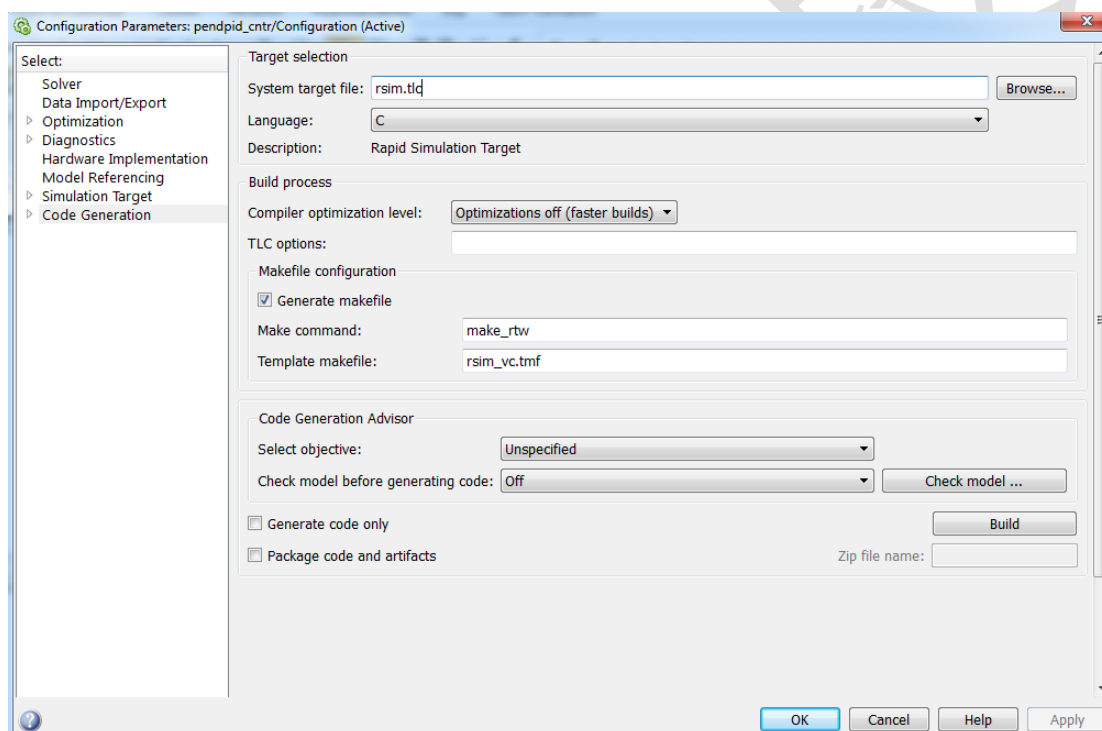 Configuration Parameters: pendpid_cntr/Configuration (Active)
Select:
Solver
Data Import/Export
Optimization
Diagnostics
Hardware Implementation
Model Referencing
Simulation Target
Code Generation
Target selection
System target file: rsim.tlc Browse...
Language: C
Description: Rapid Simulation Target
Build process
Compiler optimization level: Optimizations off (faster builds)
TLC options:
Makefile configuration
Generate makefile
Make command: make_rtw
Template makefile: rsim_vc.tmf
Code Generation Advisor
Select objective: Unspecified
Check model before generating code: Off Check model ...
Generate code only Build
Package code and artifacts Zip file name:
OK Cancel Help Apply